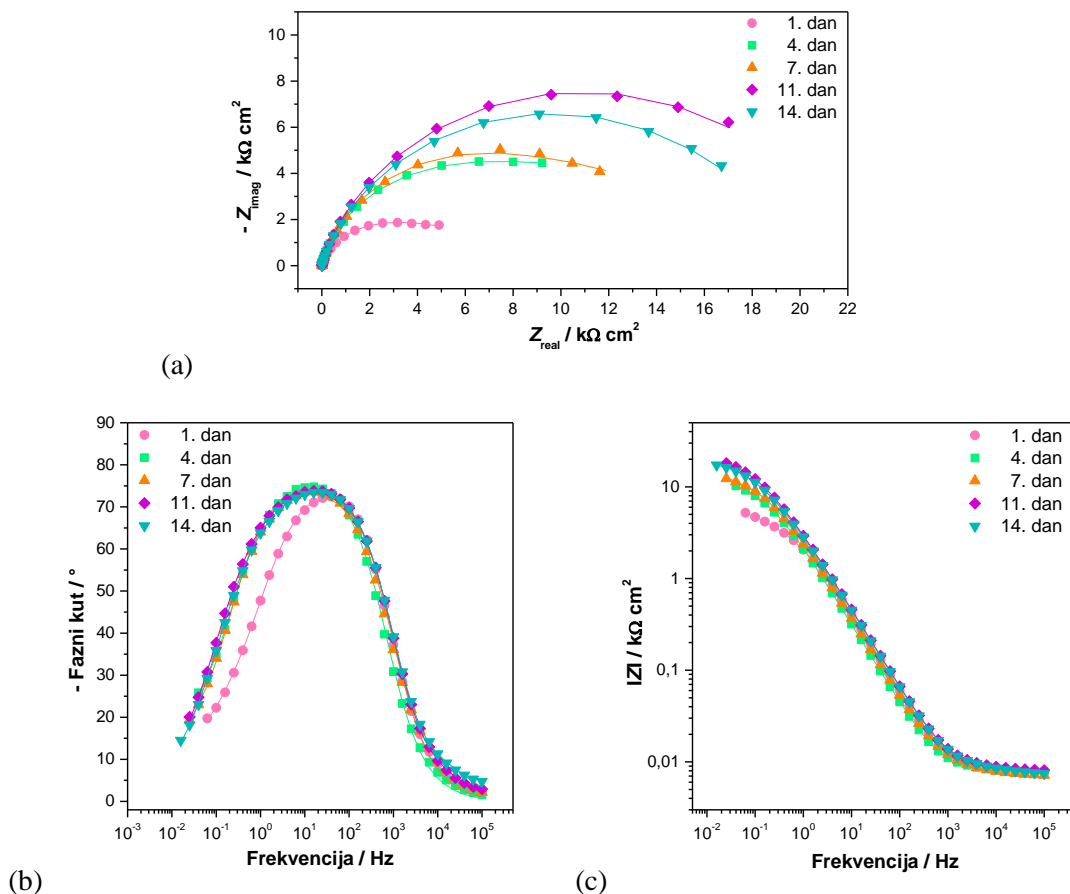 10
8
6
4
2
0
- Z_imag / kΩ cm²
0 2 4 6 8 10 12 14 16 18 20 22
Z_real / kΩ cm²
1. dan
4. dan
7. dan
11. dan
14. dan
(a)
90
80
70
60
50
40
30
20
10
0
- Fazni kut / °
10⁻³ 10⁻² 10⁻¹ 10⁰ 10¹ 10² 10³ 10⁴ 10⁵
Frekvencija / Hz
1. dan
4. dan
7. dan
11. dan
14. dan
(b)
10
1
0,1
0,01
|Z| / kΩ cm²
10⁻² 10⁻¹ 10⁰ 10¹ 10² 10³ 10⁴ 10⁵
Frekvencija / Hz
1. dan
4. dan
7. dan
11. dan
14. dan
(c)